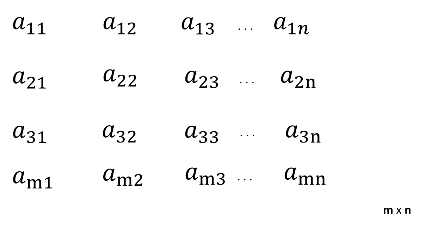 a₁₁ a₁₂ a₁₃ ... a₁ₙ
a₂₁ a₂₂ a₂₃ ... a₂ₙ
a₃₁ a₃₂ a₃₃ ... a₃ₙ
aₘ₁ aₘ₂ aₘ₃ ... aₘₙ
m x n